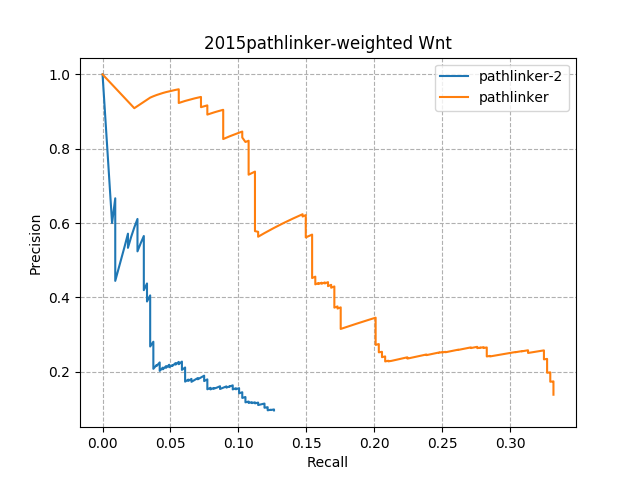 2015pathlinker-weighted Wnt
pathlinker-2
pathlinker
1.0
0.8
0.6
0.4
0.2
Precision
0.00 0.05 0.10 0.15 0.20 0.25 0.30
Recall